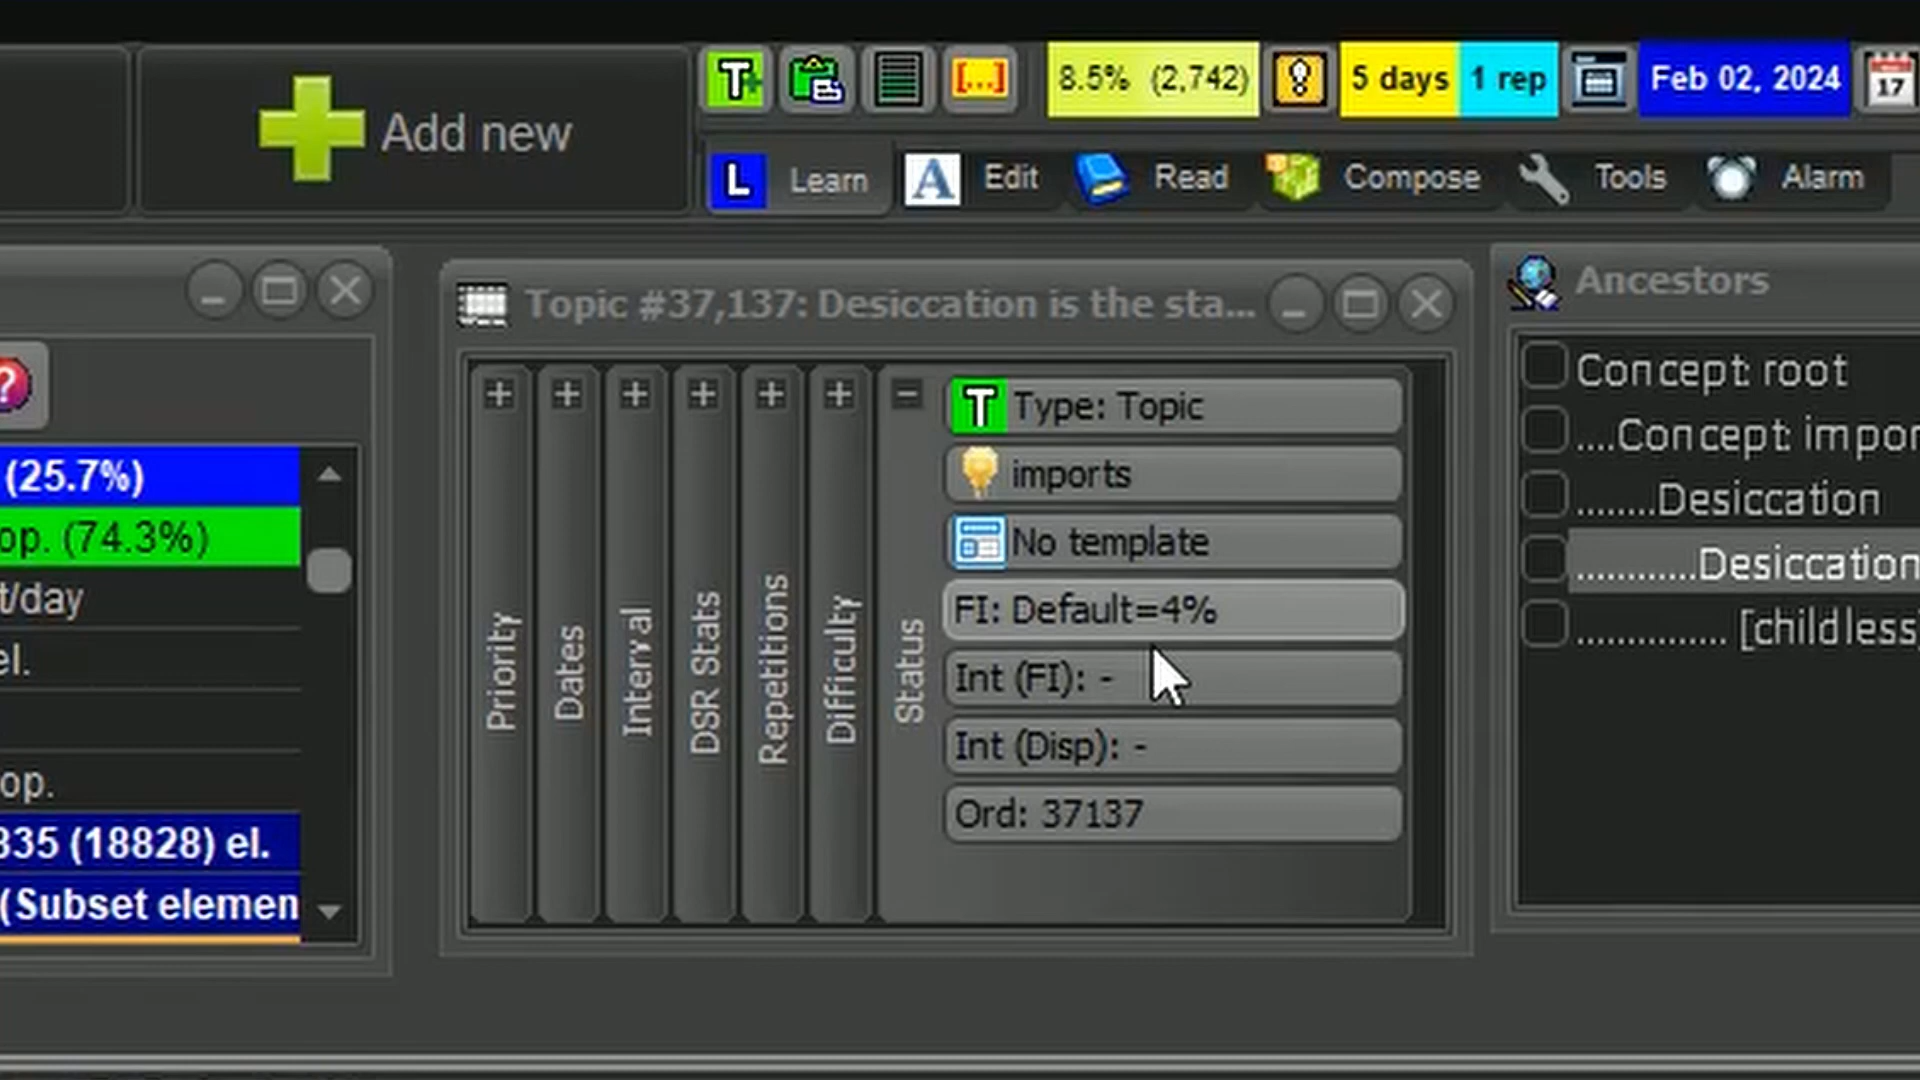 Add new
T+
[...]
8.5% (2,742)
5 days
1 rep
Feb 02, 2024
17
L Learn
A Edit
Read
Compose
Tools
Alarm
?
(25.7%)
op. (74.3%)
t/day
el.
op.
335 (18828) el.
(Subset elemen
Topic #37,137: Desiccation is the sta...
Priority
Dates
Interval
DSR Stats
Repetitions
Difficulty
Status
T Type: Topic
imports
No template
FI: Default=4%
Int (FI): -
Int (Disp): -
Ord: 37137
Ancestors
Concept: root
....Concept: impor
........Desiccation
............Desiccation
............... [childless]